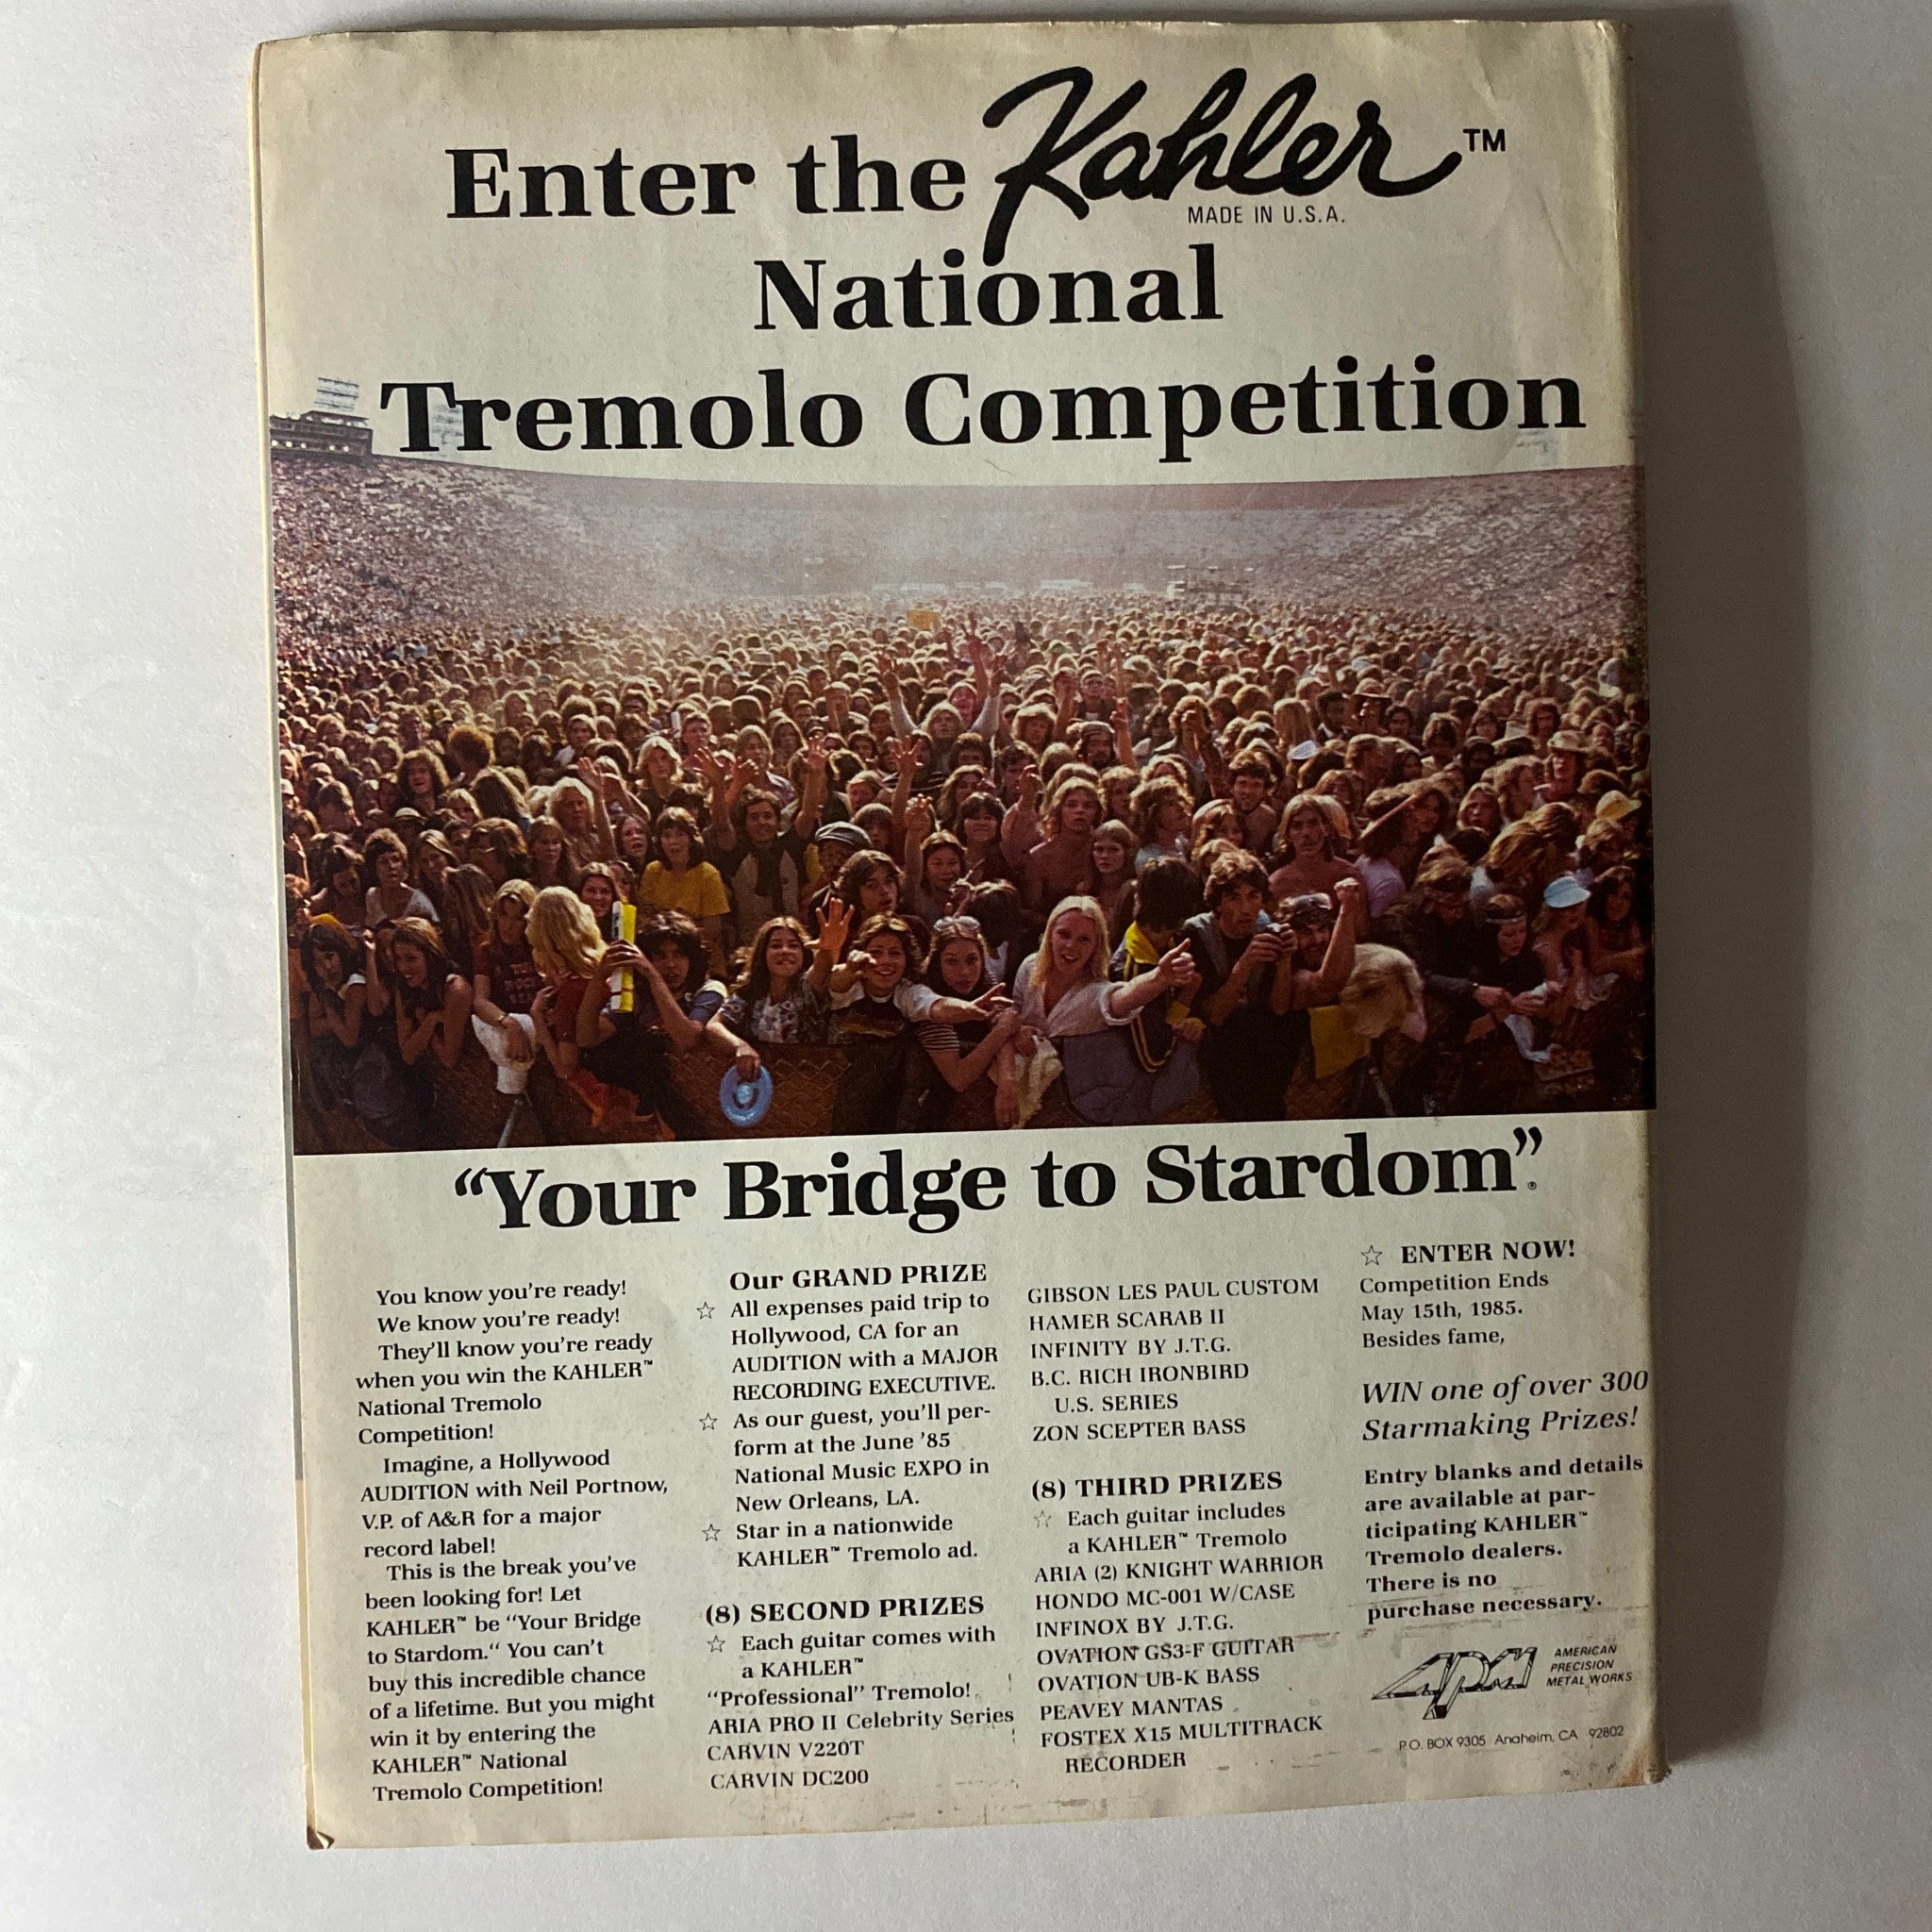 Enter the Kahler™
MADE IN U.S.A.
National
Tremolo Competition
“Your Bridge to Stardom”®
You know you're ready!
We know you're ready!
They'll know you're ready
when you win the KAHLER™
National Tremolo
Competition!
Imagine, a Hollywood
AUDITION with Neil Portnow,
V.P. of A&R for a major
record label!
This is the break you've
been looking for! Let
KAHLER™ be “Your Bridge
to Stardom.“ You can't
buy this incredible chance
of a lifetime. But you might
win it by entering the
KAHLER™ National
Tremolo Competition!
Our GRAND PRIZE
☆ All expenses paid trip to
Hollywood, CA for an
AUDITION with a MAJOR
RECORDING EXECUTIVE.
☆ As our guest, you'll per-
form at the June '85
National Music EXPO in
New Orleans, LA.
☆ Star in a nationwide
KAHLER™ Tremolo ad.
(8) SECOND PRIZES
☆ Each guitar comes with
a KAHLER™
“Professional” Tremolo!
ARIA PRO II Celebrity Series
CARVIN V220T
CARVIN DC200
GIBSON LES PAUL CUSTOM
HAMER SCARAB II
INFINITY BY J.T.G.
B.C. RICH IRONBIRD
U.S. SERIES
ZON SCEPTER BASS
(8) THIRD PRIZES
☆ Each guitar includes
a KAHLER™ Tremolo
ARIA (2) KNIGHT WARRIOR
HONDO MC-001 W/CASE
INFINOX BY J.T.G.
OVATION GS3-F GUITAR
OVATION UB-K BASS
PEAVEY MANTAS
FOSTEX X15 MULTITRACK
RECORDER
☆ ENTER NOW!
Competition Ends
May 15th, 1985.
Besides fame,
WIN one of over 300
Starmaking Prizes!
Entry blanks and details
are available at par-
ticipating KAHLER™
Tremolo dealers.
There is no
purchase necessary.
APM
AMERICAN
PRECISION
METAL WORKS
P.O. BOX 9305 Anaheim, CA 92802